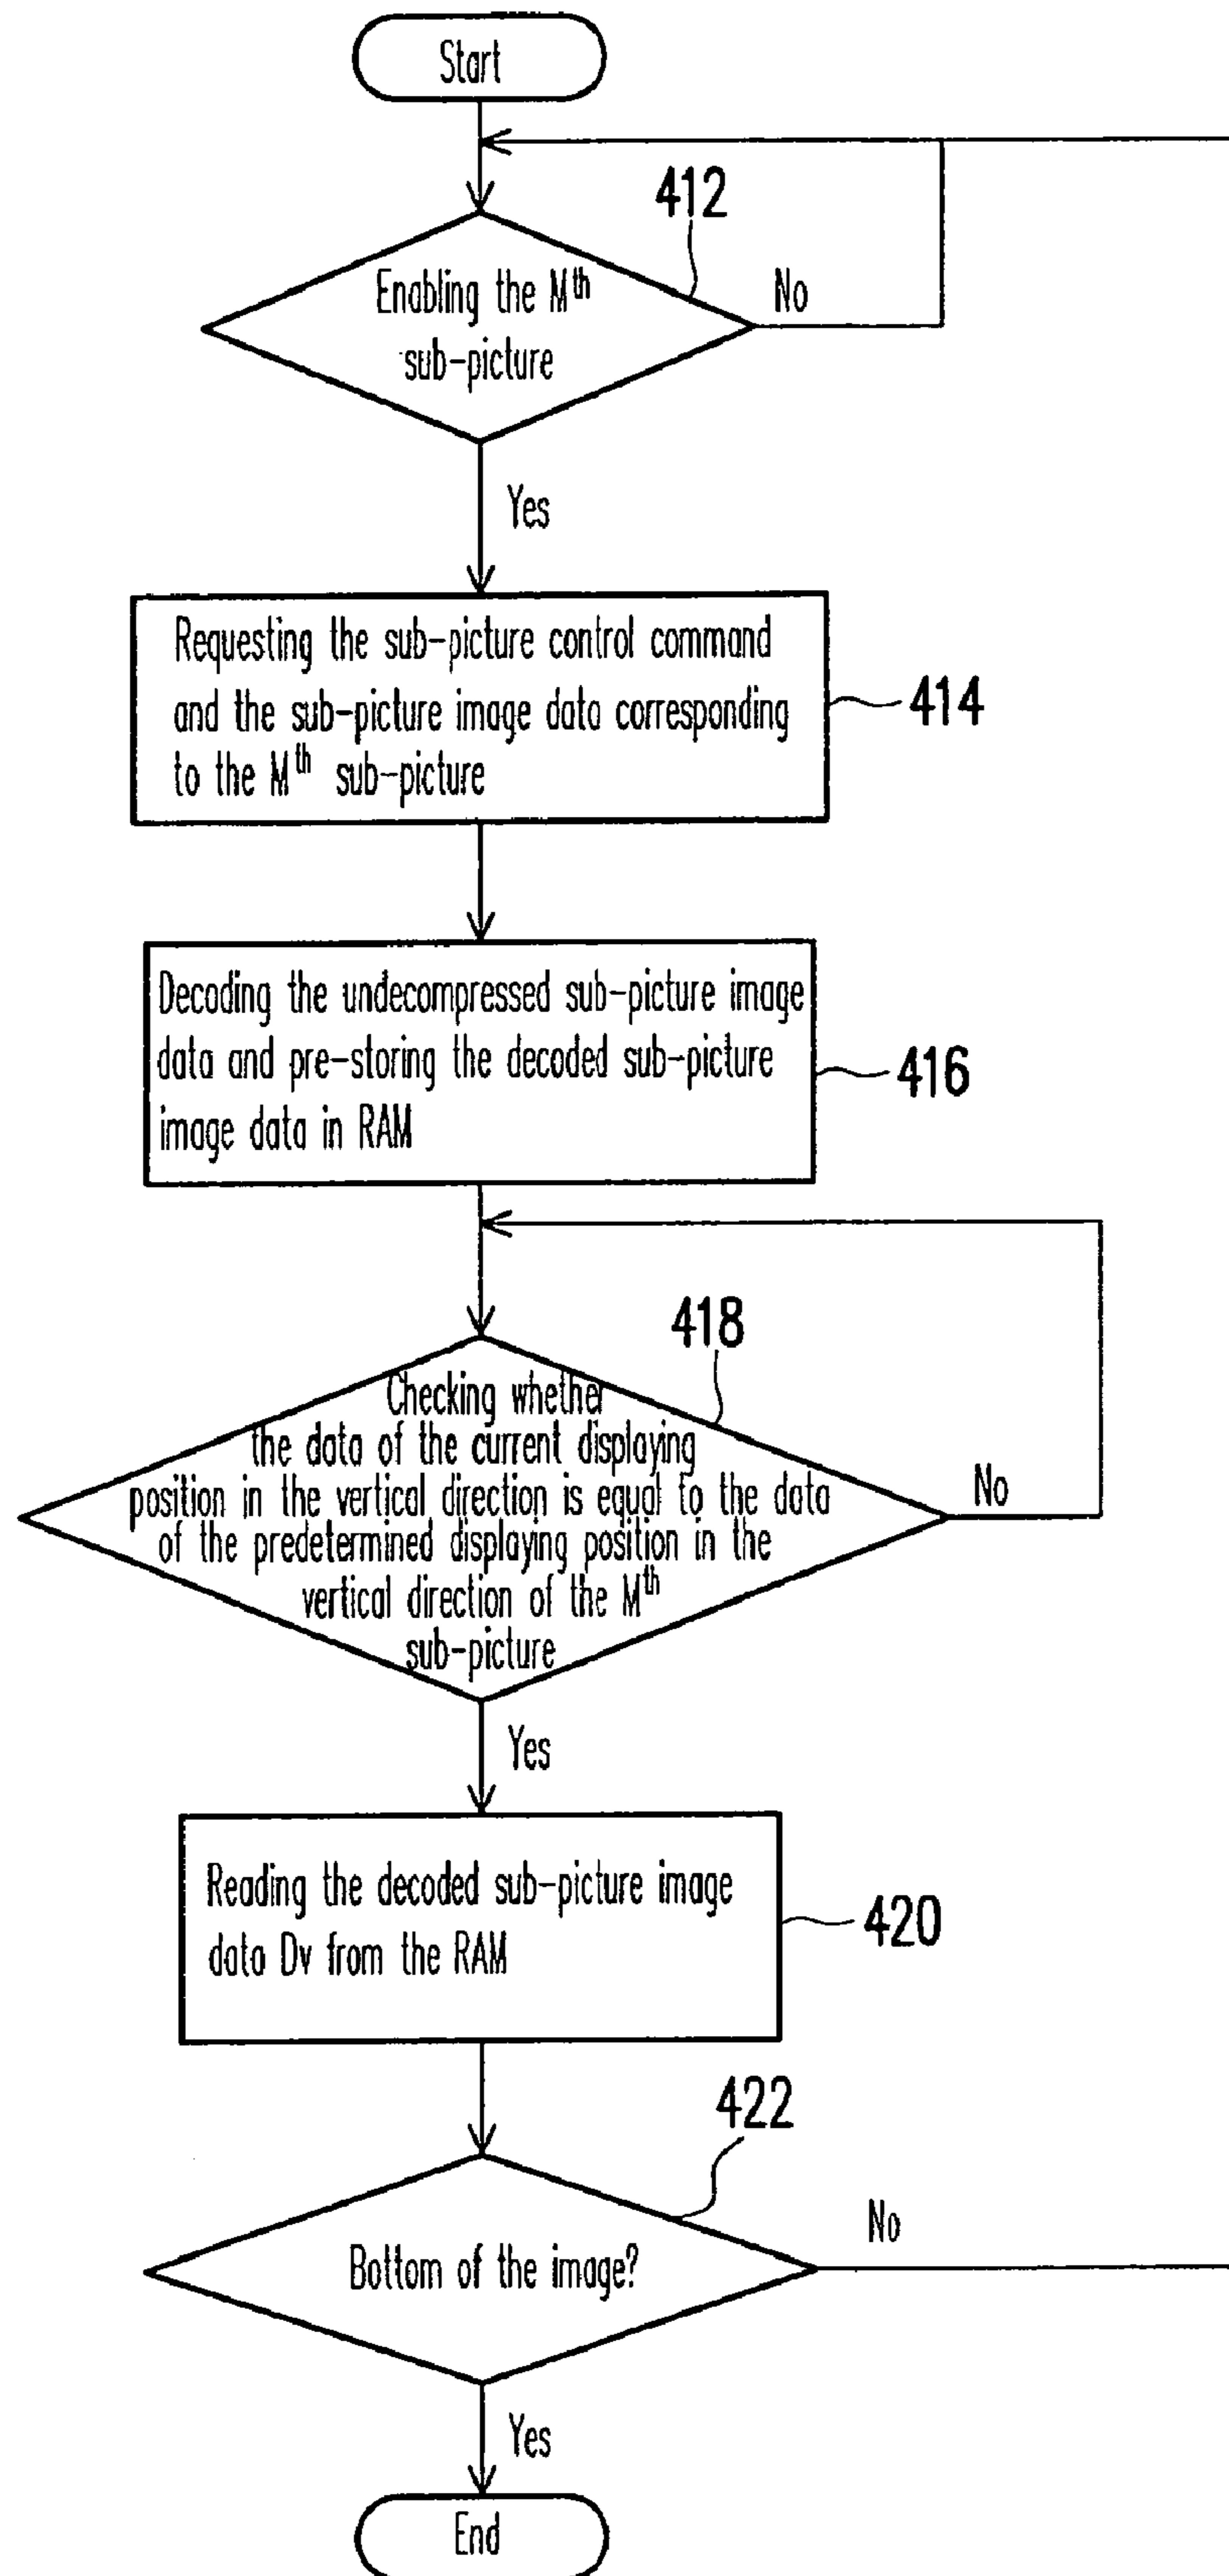 Start
412
Enabling the Mth
sub-picture
No
Yes
Requesting the sub-picture control command
and the sub-picture image data corresponding
to the Mth sub-picture
414
Decoding the undecompressed sub-picture image
data and pre-storing the decoded sub-picture
image data in RAM
416
418
Checking whether
the data of the current displaying
position in the vertical direction is equal to the data
of the predetermined displaying position in the
vertical direction of the Mth
sub-picture
No
Yes
Reading the decoded sub-picture image
data Dv from the RAM
420
422
Bottom of the image?
No
Yes
End